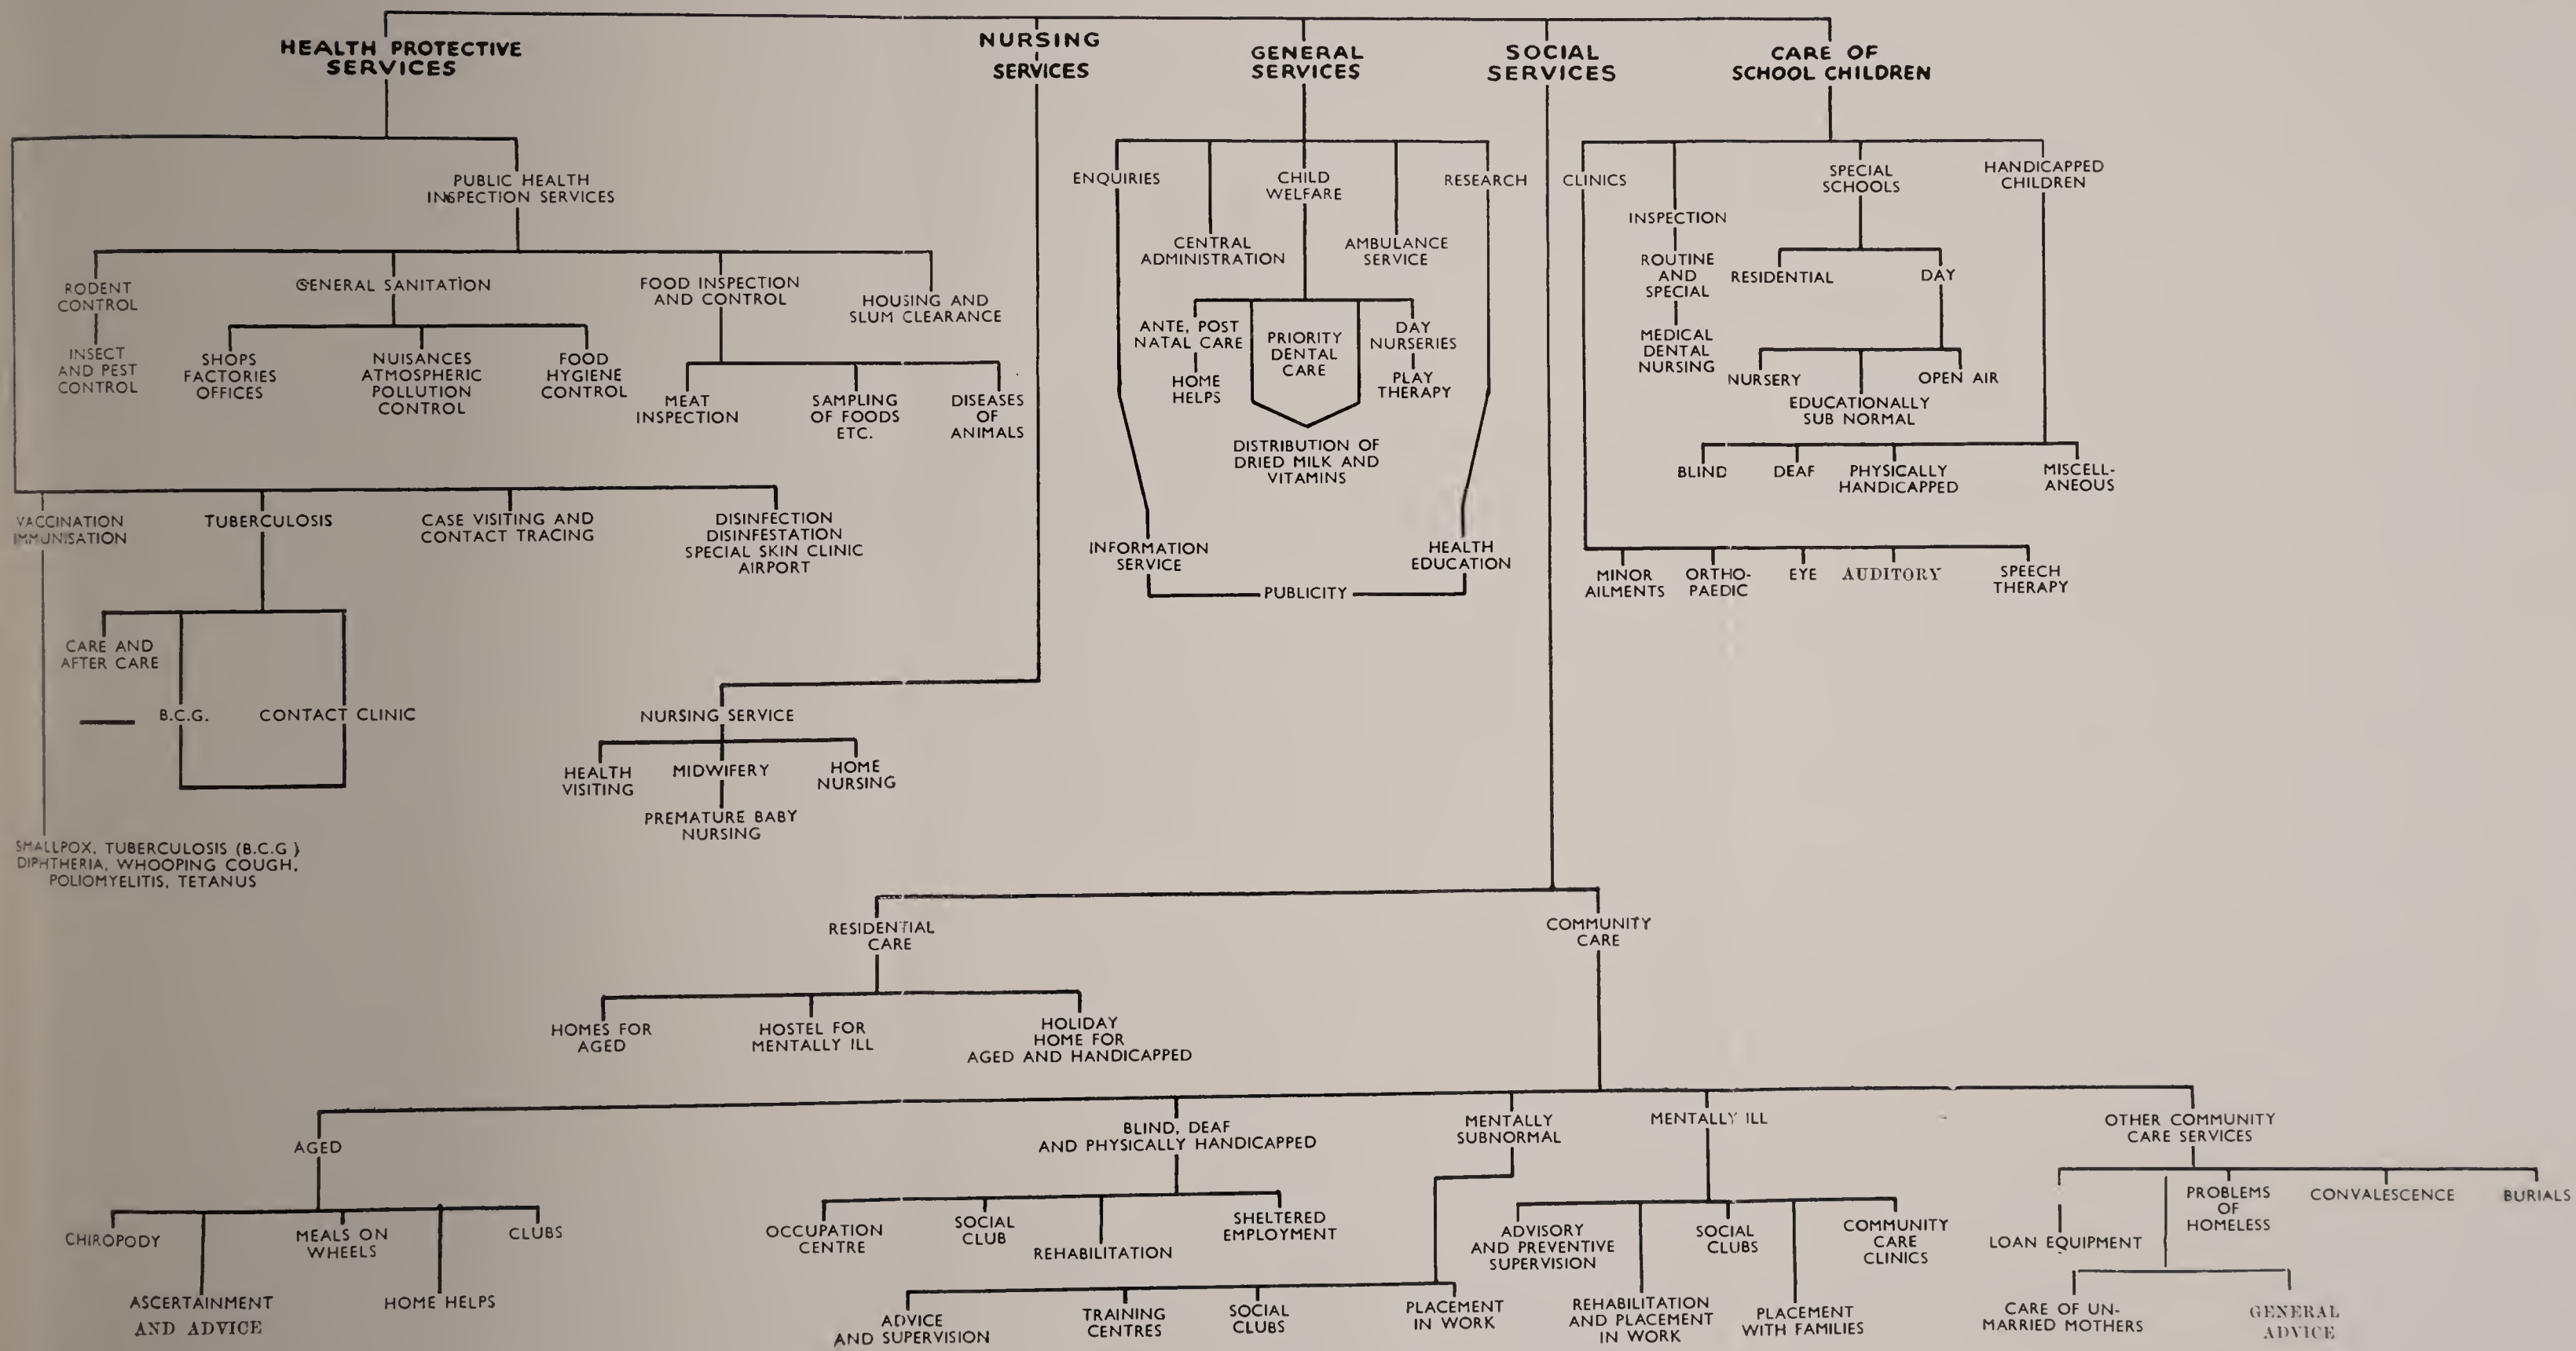 HEALTH PROTECTIVE
SERVICES
NURSING
SERVICES
GENERAL
SERVICES
SOCIAL
SERVICES
CARE OF
SCHOOL CHILDREN
PUBLIC HEALTH
INSPECTION SERVICES
RODENT
CONTROL
INSECT
AND PEST
CONTROL
GENERAL SANITATION
SHOPS
FACTORIES
OFFICES
NUISANCES
ATMOSPHERIC
POLLUTION
CONTROL
FOOD
HYGIENE
CONTROL
FOOD INSPECTION
AND CONTROL
MEAT
INSPECTION
SAMPLING
OF FOODS
ETC.
DISEASES
OF
ANIMALS
HOUSING AND
SLUM CLEARANCE
VACCINATION
IMMUNISATION
TUBERCULOSIS
CASE VISITING AND
CONTACT TRACING
DISINFECTION
DISINFESTATION
SPECIAL SKIN CLINIC
AIRPORT
CARE AND
AFTER CARE
B.C.G.
CONTACT CLINIC
SMALLPOX, TUBERCULOSIS (B.C.G )
DIPHTHERIA, WHOOPING COUGH,
POLIOMYELITIS, TETANUS
NURSING SERVICE
HEALTH
VISITING
MIDWIFERY
HOME
NURSING
PREMATURE BABY
NURSING
ENQUIRIES
CENTRAL
ADMINISTRATION
CHILD
WELFARE
AMBULANCE
SERVICE
RESEARCH
ANTE, POST
NATAL CARE
HOME
HELPS
PRIORITY
DENTAL
CARE
DAY
NURSERIES
PLAY
THERAPY
DISTRIBUTION OF
DRIED MILK AND
VITAMINS
INFORMATION
SERVICE
HEALTH
EDUCATION
PUBLICITY
CLINICS
INSPECTION
ROUTINE
AND
SPECIAL
MEDICAL
DENTAL
NURSING
SPECIAL
SCHOOLS
RESIDENTIAL
DAY
NURSERY
EDUCATIONALLY
SUB NORMAL
OPEN AIR
HANDICAPPED
CHILDREN
BLIND
DEAF
PHYSICALLY
HANDICAPPED
MISCELL-
ANEOUS
MINOR
AILMENTS
ORTHO-
PAEDIC
EYE
AUDITORY
SPEECH
THERAPY
RESIDENTIAL
CARE
COMMUNITY
CARE
HOMES FOR
AGED
HOSTEL FOR
MENTALLY ILL
HOLIDAY
HOME FOR
AGED AND HANDICAPPED
AGED
CHIROPODY
ASCERTAINMENT
AND ADVICE
MEALS ON
WHEELS
HOME HELPS
CLUBS
BLIND, DEAF
AND PHYSICALLY HANDICAPPED
OCCUPATION
CENTRE
SOCIAL
CLUB
REHABILITATION
SHELTERED
EMPLOYMENT
MENTALLY
SUBNORMAL
ADVICE
AND SUPERVISION
TRAINING
CENTRES
SOCIAL
CLUBS
PLACEMENT
IN WORK
MENTALLY ILL
ADVISORY
AND PREVENTIVE
SUPERVISION
REHABILITATION
AND PLACEMENT
IN WORK
SOCIAL
CLUBS
PLACEMENT
WITH FAMILIES
COMMUNITY
CARE
CLINICS
OTHER COMMUNITY
CARE SERVICES
LOAN EQUIPMENT
PROBLEMS
OF
HOMELESS
CONVALESCENCE
BURIALS
CARE OF UN-
MARRIED MOTHERS
GENERAL
ADVICE